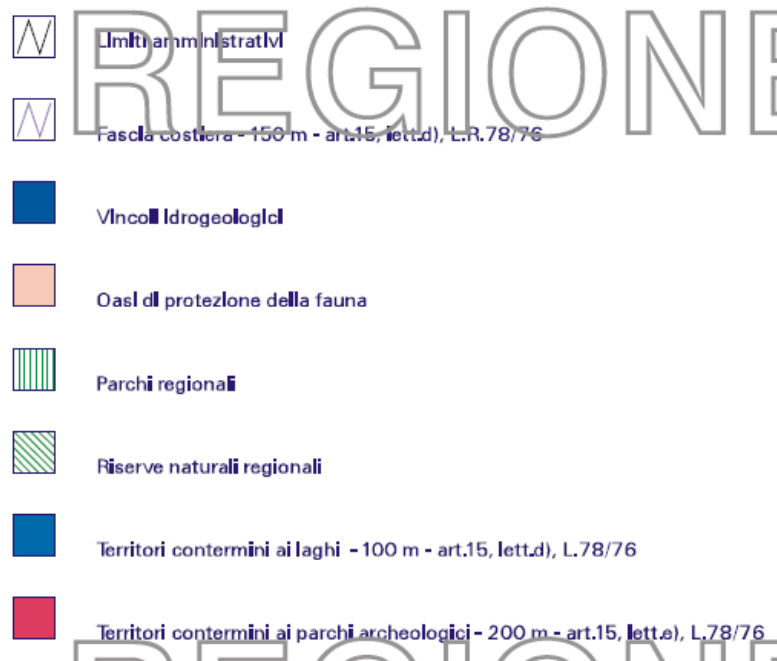 REGIONE
Limiti amministrativi
Fascia costiera - 150 m - art.15, lett.d), L.R.78/76
Vincoli idrogeologici
Oasi di protezione della fauna
Parchi regionali
Riserve naturali regionali
Territori contermini ai laghi - 100 m - art.15, lett.d), L.78/76
Territori contermini ai parchi archeologici - 200 m - art.15, lett.e), L.78/76
REGIONE